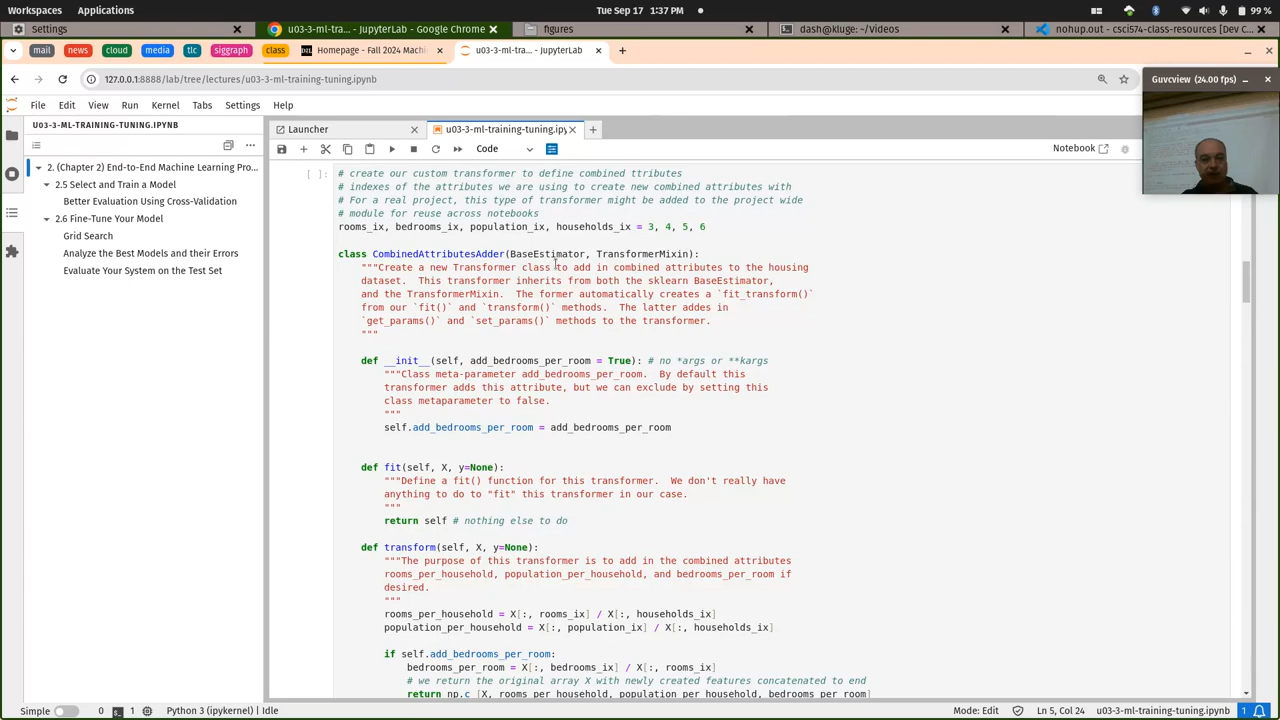 Workspaces Applications Tue Sep 17 1:37 PM 99 %
Settings u03-3-ml-tra... - JupyterLab - Google Chrome figures dash@kluge: ~/Videos nohup.out - csci574-class-resources [Dev C
mail news cloud media tlc siggraph class Homepage - Fall 2024 Machi u03-3-ml-tr... - JupyterLab
127.0.0.1:8888/lab/tree/lectures/u03-3-ml-training-tuning.ipynb
Guvcview (24.00 fps)
File Edit View Run Kernel Tabs Settings Help
U03-3-ML-TRAINING-TUNING.IPYNB
Launcher u03-3-ml-training-tuning.ipy
Code Notebook
2. (Chapter 2) End-to-End Machine Learning Pro...
2.5 Select and Train a Model
Better Evaluation Using Cross-Validation
2.6 Fine-Tune Your Model
Grid Search
Analyze the Best Models and their Errors
Evaluate Your System on the Test Set
[ ]:
# create our custom transformer to define combined ttributes
# indexes of the attributes we are using to create new combined attributes with
# For a real project, this type of transformer might be added to the project wide
# module for reuse across notebooks
rooms_ix, bedrooms_ix, population_ix, households_ix = 3, 4, 5, 6
class CombinedAttributesAdder(BaseEstimator, TransformerMixin):
"""Create a new Transformer class to add in combined attributes to the housing
dataset.  This transformer inherits from both the sklearn BaseEstimator,
and the TransformerMixin.  The former automatically creates a `fit_transform()`
from our `fit()` and `transform()` methods.  The latter addes in
`get_params()` and `set_params()` methods to the transformer.
"""
def __init__(self, add_bedrooms_per_room = True): # no *args or **kargs
"""Class meta-parameter add_bedrooms_per_room.  By default this
transformer adds this attribute, but we can exclude by setting this
class metaparameter to false.
"""
self.add_bedrooms_per_room = add_bedrooms_per_room
def fit(self, X, y=None):
"""Define a fit() function for this transformer.  We don't really have
anything to do to "fit" this transformer in our case.
"""
return self # nothing else to do
def transform(self, X, y=None):
"""The purpose of this transformer is to add in the combined attributes
rooms_per_household, population_per_household, and bedrooms_per_room if
desired.
"""
rooms_per_household = X[:, rooms_ix] / X[:, households_ix]
population_per_household = X[:, population_ix] / X[:, households_ix]
if self.add_bedrooms_per_room:
bedrooms_per_room = X[:, bedrooms_ix] / X[:, rooms_ix]
# we return the original array X with newly created features concatenated to end
return np.c_[X, rooms_per_household, population_per_household, bedrooms_per_room]
Simple 0 1 Python 3 (ipykernel) | Idle Mode: Edit Ln 5, Col 24 u03-3-ml-training-tuning.ipynb 1